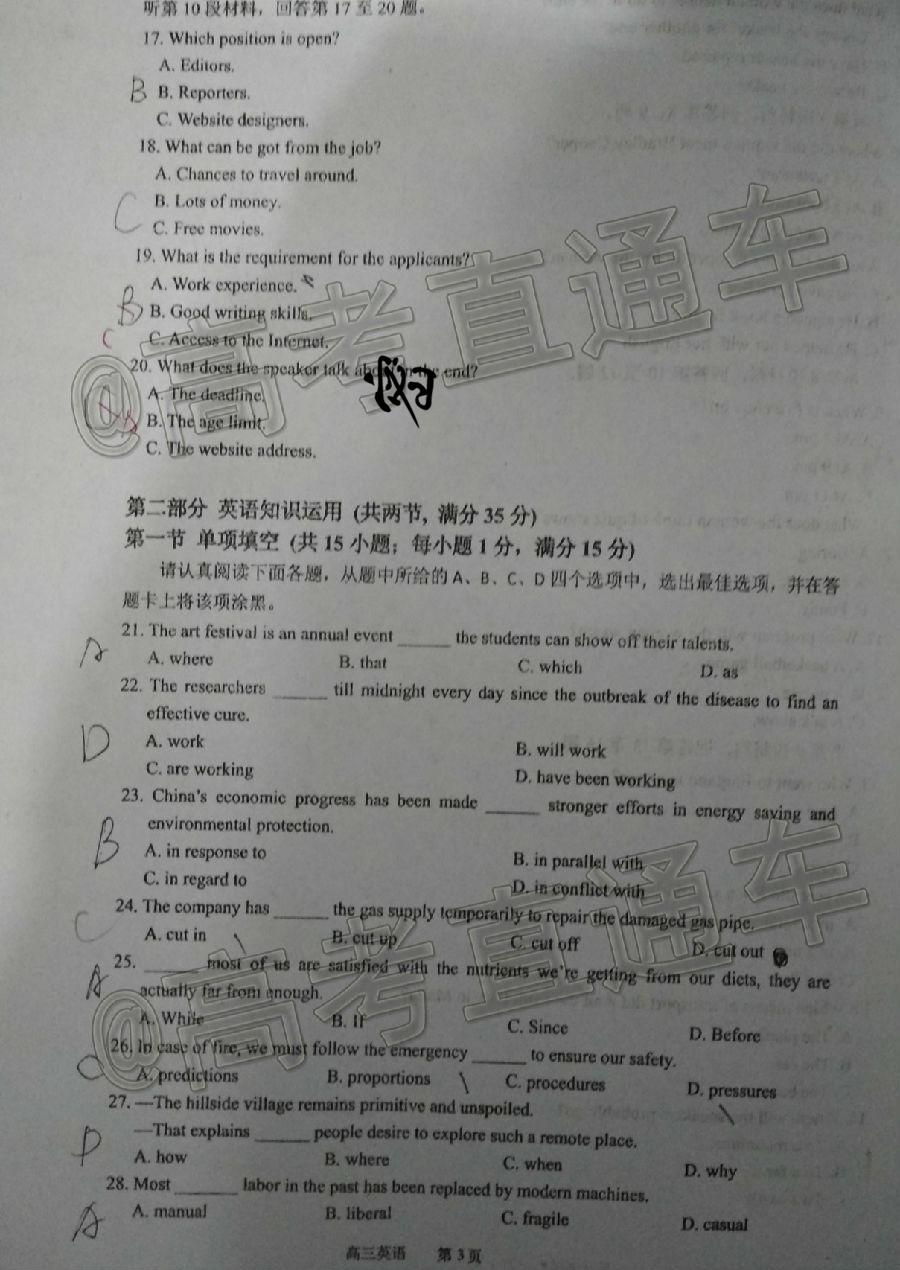 听第 10 段材料，回答第 17 至 20 题。
17. Which position is open?
A. Editors.
B B. Reporters.
C. Website designers.
18. What can be got from the job?
A. Chances to travel around.
B. Lots of money.
C C. Free movies.
19. What is the requirement for the applicants?
A. Work experience.
B B. Good writing skills.
C C. Access to the Internet.
20. What does the speaker talk about in the end?
A. The deadline.
A B. The age limit.
C. The website address.
@高考直通车
第二部分 英语知识运用 (共两节, 满分 35 分)
第一节 单项填空 (共 15 小题；每小题 1 分，满分 15 分)
请认真阅读下面各题，从题中所给的 A、B、C、D 四个选项中，选出最佳选项，并在答
题卡上将该项涂黑。
21. The art festival is an annual event ______ the students can show off their talents.
A A. where B. that C. which D. as
22. The researchers ______ till midnight every day since the outbreak of the disease to find an
effective cure.
D A. work B. will work
C. are working D. have been working
23. China's economic progress has been made ______ stronger efforts in energy saving and
environmental protection.
B A. in response to B. in parallel with
C. in regard to D. in conflict with
24. The company has ______ the gas supply temporarily to repair the damaged gas pipe.
C A. cut in B. cut up C. cut off D. cut out
25. ______ most of us are satisfied with the nutrients we're getting from our diets, they are
A actually far from enough.
A. While B. If C. Since D. Before
@高考直通车
26. In case of fire, we must follow the emergency ______ to ensure our safety.
C A. predictions B. proportions C. procedures D. pressures
27. —The hillside village remains primitive and unspoiled.
—That explains ______ people desire to explore such a remote place.
D A. how B. where C. when D. why
28. Most ______ labor in the past has been replaced by modern machines.
A A. manual B. liberal C. fragile D. casual
高三英语 第 3 页